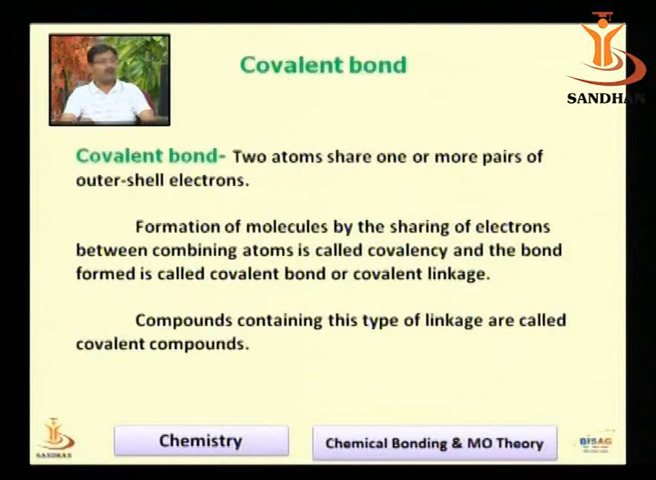 Covalent bond
SANDHAN
Covalent bond- Two atoms share one or more pairs of
outer-shell electrons.
Formation of molecules by the sharing of electrons
between combining atoms is called covalency and the bond
formed is called covalent bond or covalent linkage.
Compounds containing this type of linkage are called
covalent compounds.
SANDHAN
Chemistry
Chemical Bonding & MO Theory
BISAG